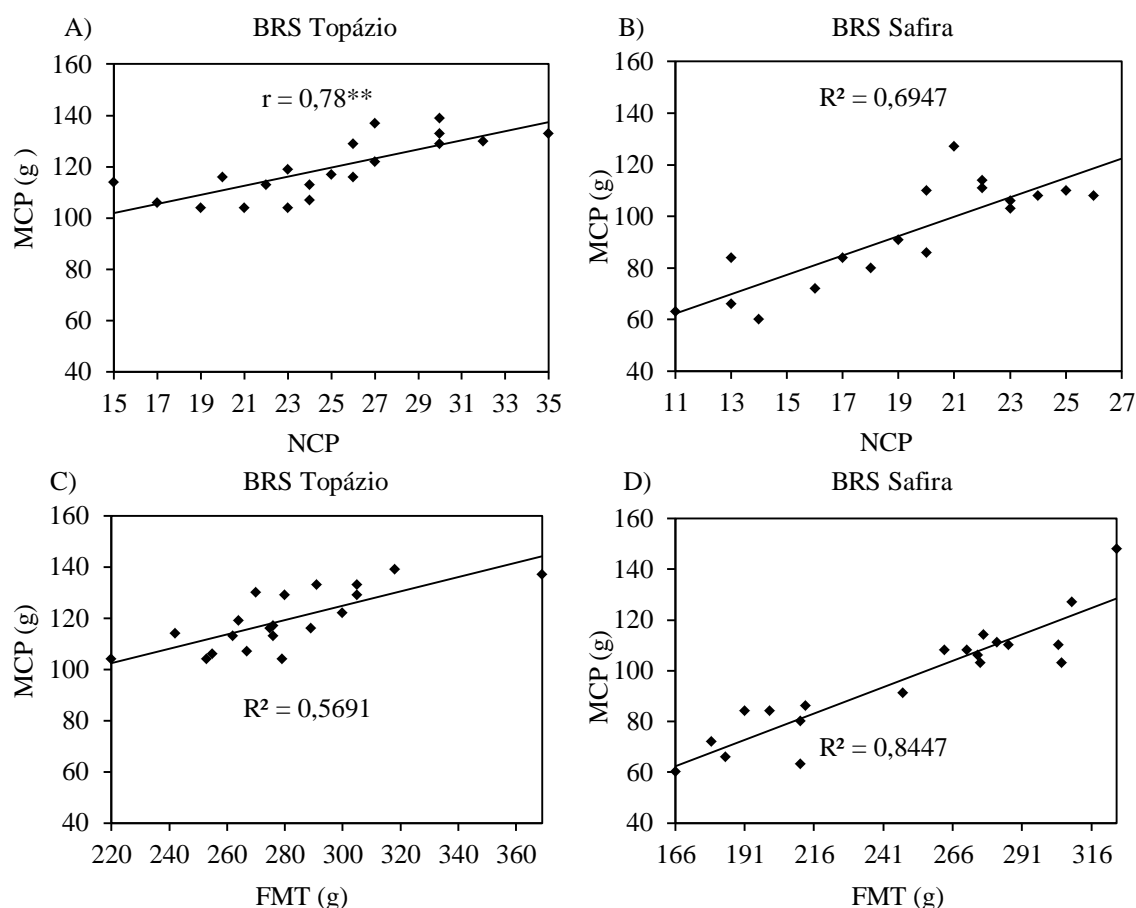 A) BRS Topázio
MCP (g )
160
140
120
100
80
60
40
r = 0,78**
15 17 19 21 23 25 27 29 31 33 35
NCP
B) BRS Safira
MCP (g)
160
140
120
100
80
60
40
R² = 0,6947
11 13 15 17 19 21 23 25 27
NCP
C) BRS Topázio
MCP (g)
160
140
120
100
80
60
40
R² = 0,5691
220 240 260 280 300 320 340 360
FMT (g)
D) BRS Safira
MCP (g)
160
140
120
100
80
60
40
R² = 0,8447
166 191 216 241 266 291 316
FMT (g)